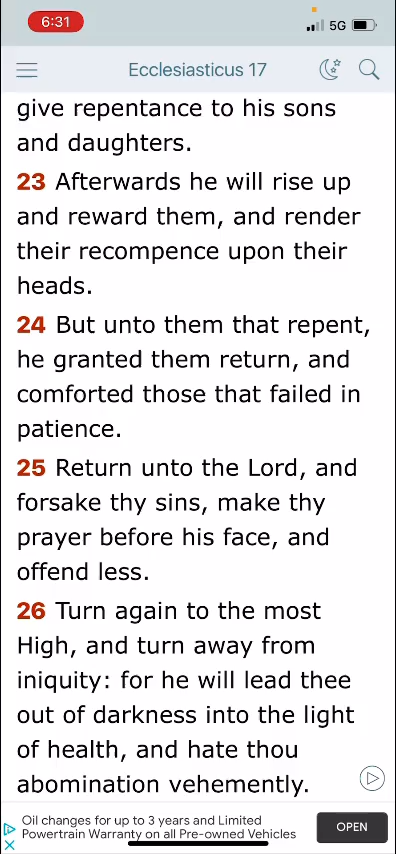 6:31
5G
Ecclesiasticus 17
give repentance to his sons
and daughters.
23 Afterwards he will rise up
and reward them, and render
their recompence upon their
heads.
24 But unto them that repent,
he granted them return, and
comforted those that failed in
patience.
25 Return unto the Lord, and
forsake thy sins, make thy
prayer before his face, and
offend less.
26 Turn again to the most
High, and turn away from
iniquity: for he will lead thee
out of darkness into the light
of health, and hate thou
abomination vehemently.
Oil changes for up to 3 years and Limited
Powertrain Warranty on all Pre-owned Vehicles
OPEN